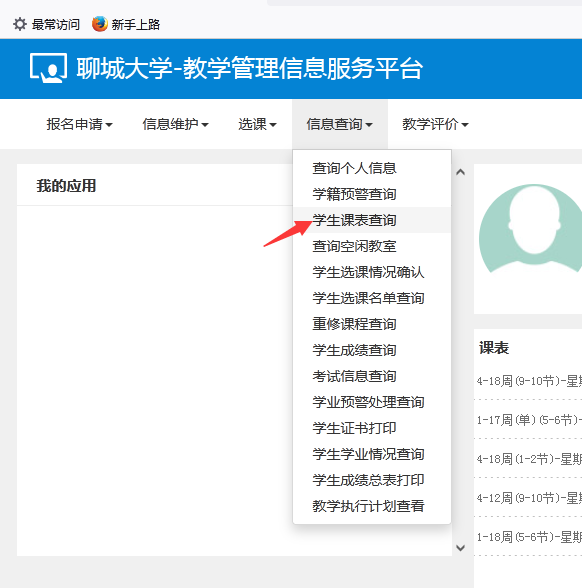 最常访问 新手上路
聊城大学-教学管理信息服务平台
报名申请 信息维护 选课 信息查询 教学评价
我的应用
查询个人信息
学籍预警查询
学生课表查询
查询空闲教室
学生选课情况确认
学生选课名单查询
重修课程查询
学生成绩查询
考试信息查询
学业预警处理查询
学生证书打印
学生学业情况查询
学生成绩总表打印
教学执行计划查看
课表
4-18周(9-10节)-星期
1-17周(单)(5-6节)-
4-18周(1-2节)-星期
4-12周(9-10节)-星
1-18周(5-6节)-星期